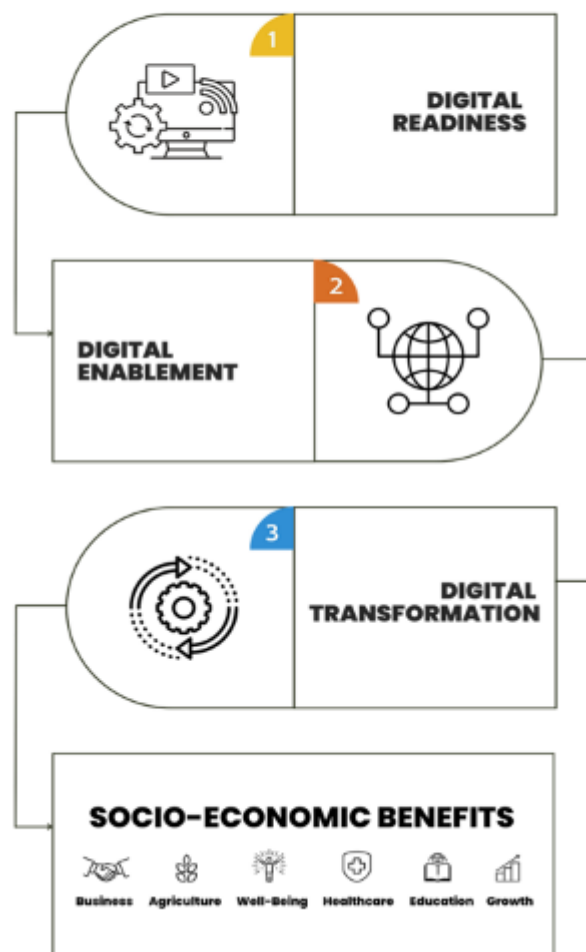 1
DIGITAL
READINESS
2
DIGITAL
ENABLEMENT
3
DIGITAL
TRANSFORMATION
SOCIO-ECONOMIC BENEFITS
Business Agriculture Well-Being Healthcare Education Growth